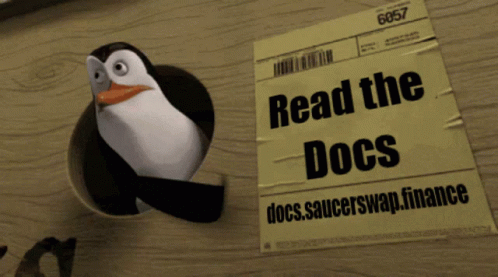 6057
Read the
Docs
docs.saucerswap.finance